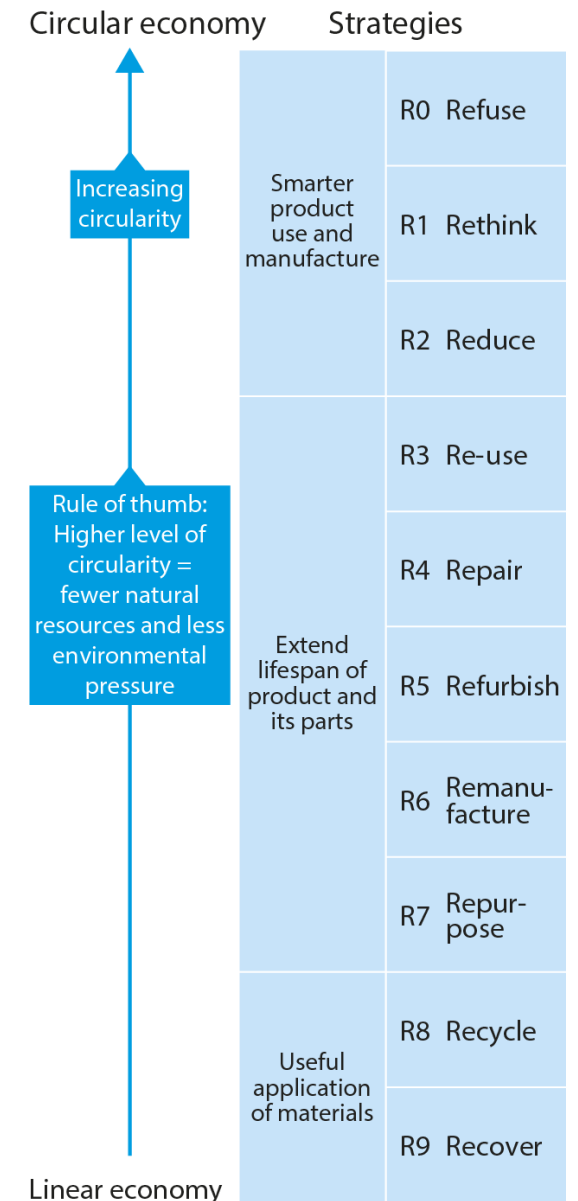 Circular economy
Strategies
Increasing
circularity
Rule of thumb:
Higher level of
circularity =
fewer natural
resources and less
environmental
pressure
Linear economy
Smarter
product
use and
manufacture
R0 Refuse
R1 Rethink
R2 Reduce
Extend
lifespan of
product and
its parts
R3 Re-use
R4 Repair
R5 Refurbish
R6 Remanu-
facture
R7 Repur-
pose
Useful
application
of materials
R8 Recycle
R9 Recover